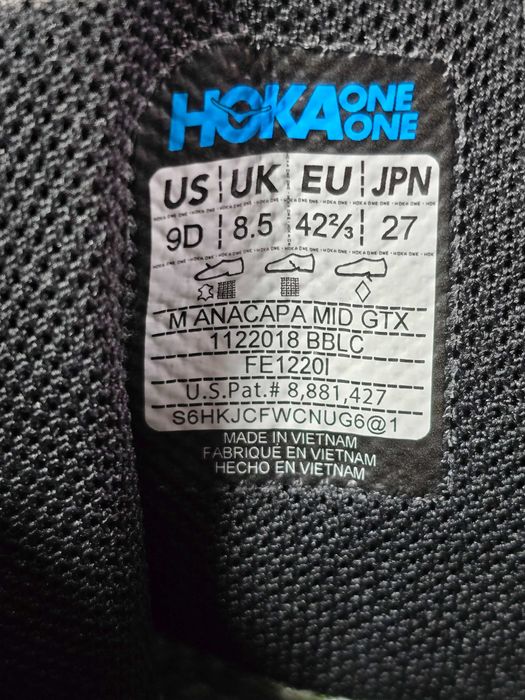 HOKA ONE ONE
US UK EU JPN
9D 8.5 42⅔ 27
M ANACAPA MID GTX
1122018 BBLC
FE1220I
U.S.Pat.# 8,881,427
S6HKJCFWCNUG6@1
MADE IN VIETNAM
FABRIQUÉ EN VIETNAM
HECHO EN VIETNAM